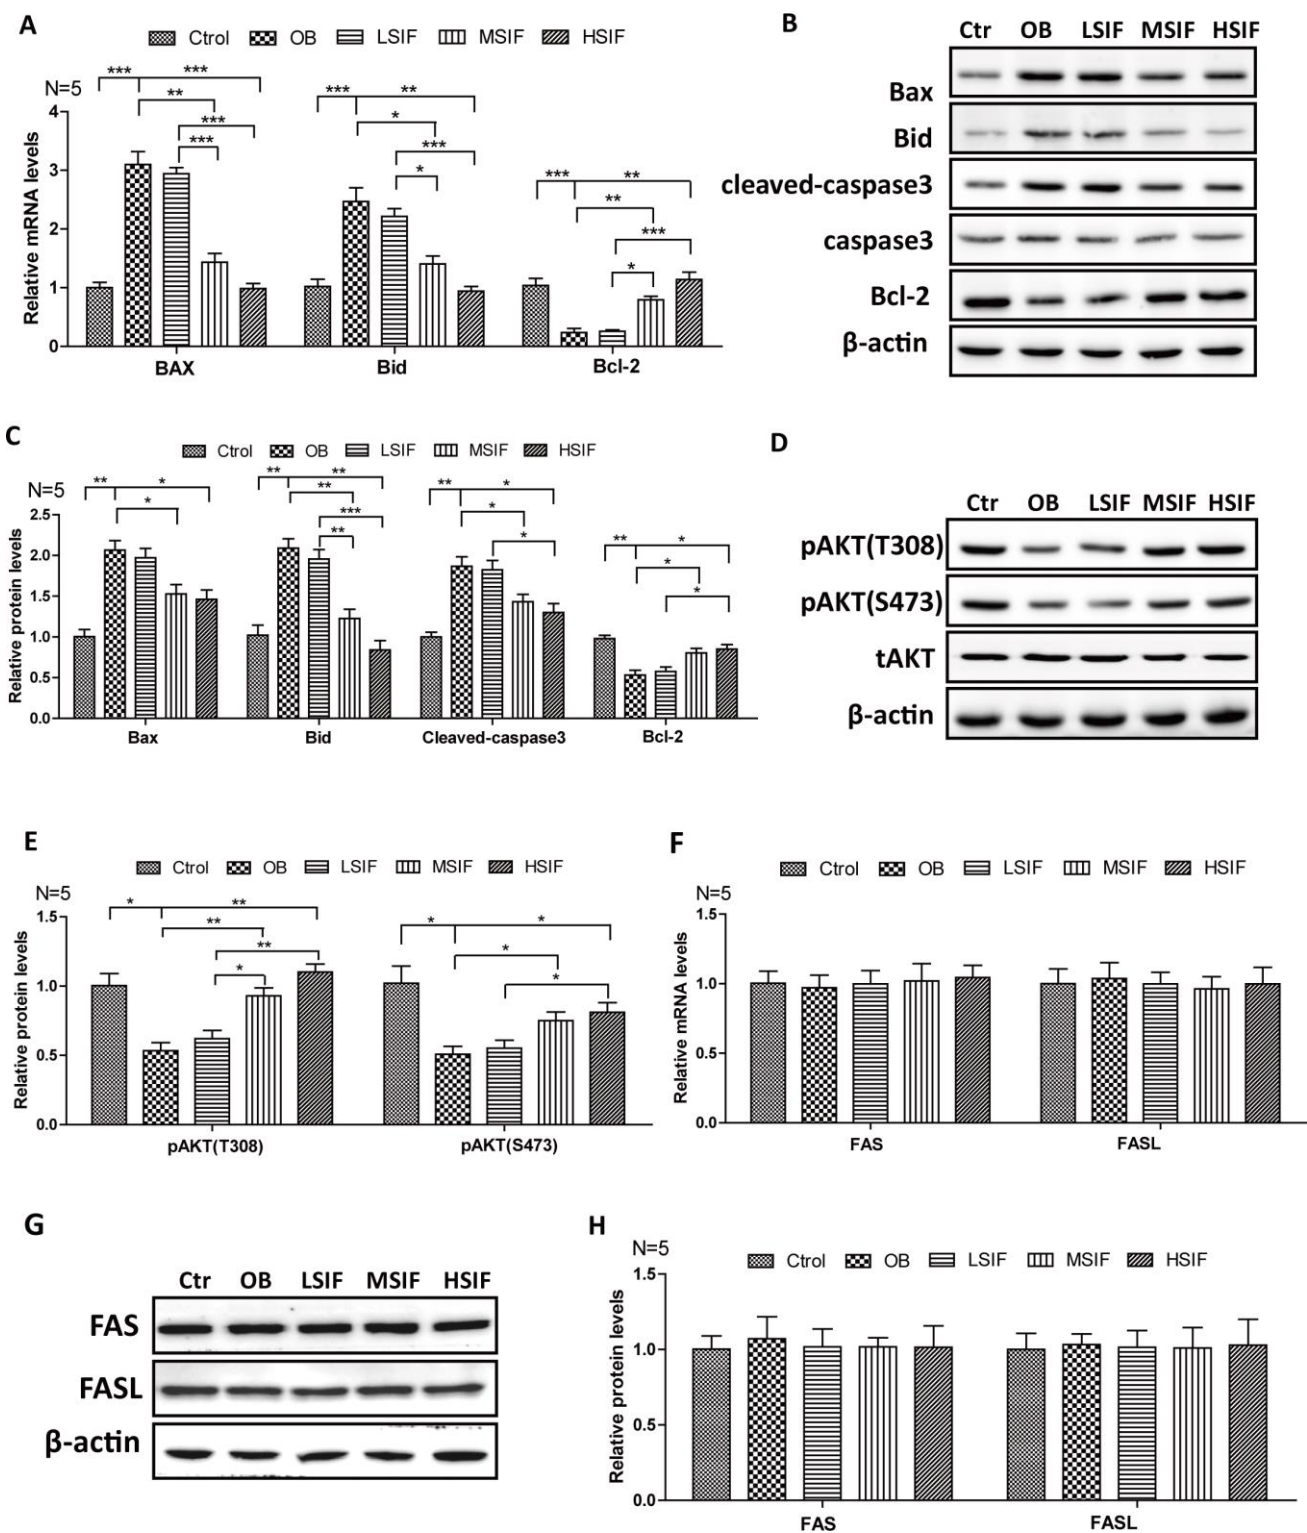 A
Ctrol OB LSIF MSIF HSIF
N=5
*** ***
**
***
***
*** **
*
***
*
*** **
**
***
*
Relative mRNA levels
4
3
2
1
0
BAX Bid Bcl-2
B
Ctr OB LSIF MSIF HSIF
Bax
Bid
cleaved-caspase3
caspase3
Bcl-2
β-actin
C
Ctrol OB LSIF MSIF HSIF
N=5
** *
*
** **
**
***
**
** *
*
*
** *
*
*
Relative protein levels
2.5
2.0
1.5
1.0
0.5
0.0
Bax Bid Cleaved-caspase3 Bcl-2
D
Ctr OB LSIF MSIF HSIF
pAKT(T308)
pAKT(S473)
tAKT
β-actin
E
Ctrol OB LSIF MSIF HSIF
N=5
* **
**
**
*
* *
*
*
Relative protein levels
1.5
1.0
0.5
0.0
pAKT(T308) pAKT(S473)
F
Ctrol OB LSIF MSIF HSIF
N=5
Relative mRNA levels
1.5
1.0
0.5
0.0
FAS FASL
G
Ctr OB LSIF MSIF HSIF
FAS
FASL
β-actin
H
N=5
Ctrol OB LSIF MSIF HSIF
Relative protein levels
1.5
1.0
0.5
0.0
FAS FASL